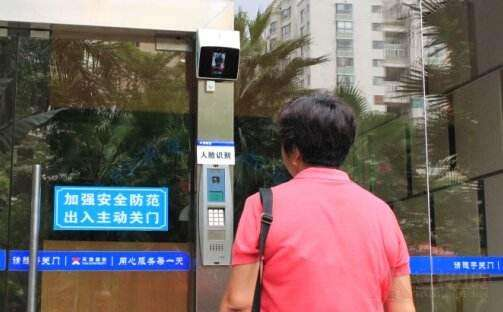 人脸识别
加强安全防范
出入主动关门
请随手关门
用心服务每一天
请随手关门